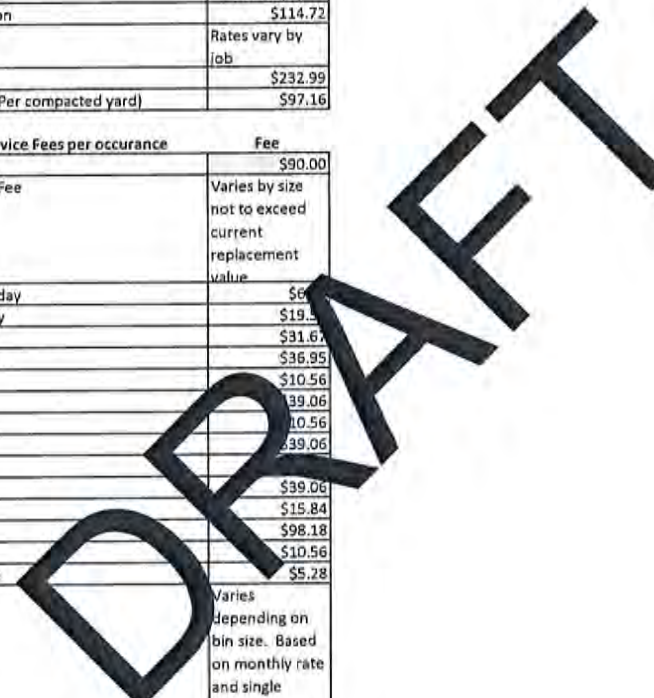 on $114.72
Rates vary by
job
$232.99
Per compacted yard) $97.16
vice Fees per occurance Fee
$90.00
Fee Varies by size
not to exceed
current
replacement
value
day
$31.67
$36.95
$10.56
$39.06
$15.84
$98.18
$10.56
$5.28
Varies
depending on
bin size. Based
on monthly rate
and single
DRAFT